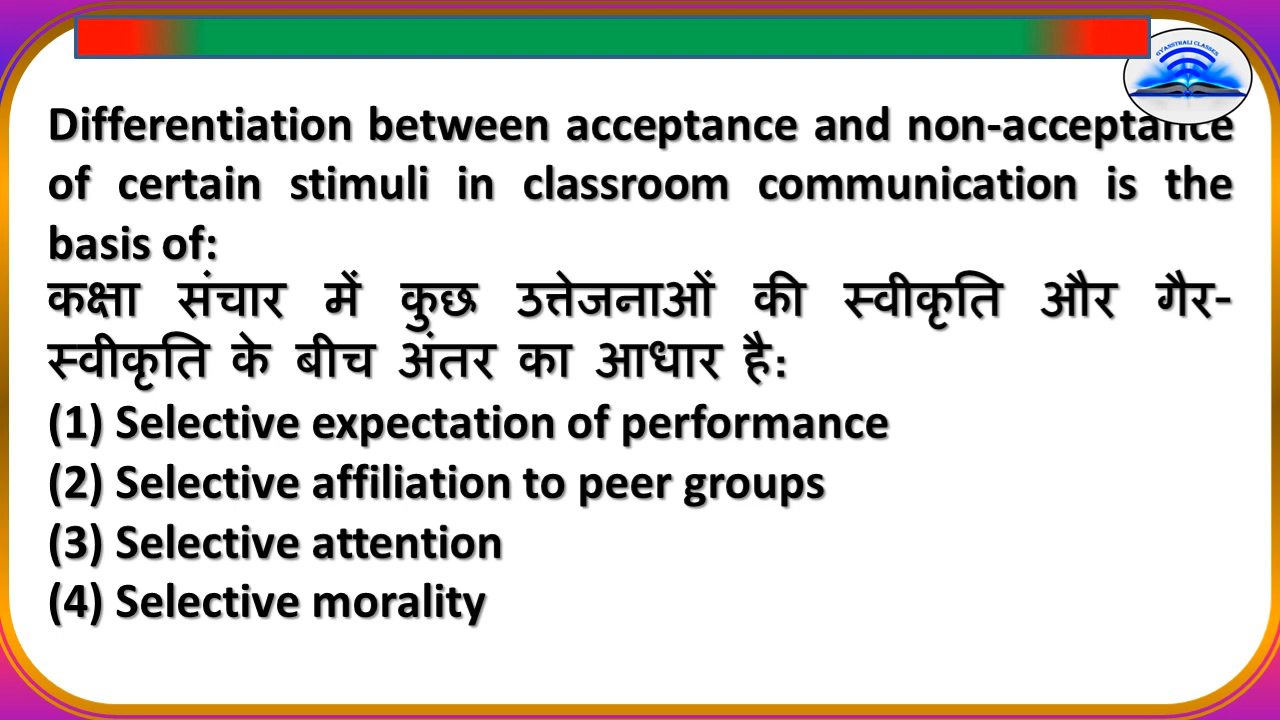 GYANSTHALI CLASSES
Differentiation between acceptance and non-acceptance
of certain stimuli in classroom communication is the
basis of:
कक्षा संचार में कुछ उत्तेजनाओं की स्वीकृति और गैर-
स्वीकृति के बीच अंतर का आधार है:
(1) Selective expectation of performance
(2) Selective affiliation to peer groups
(3) Selective attention
(4) Selective morality